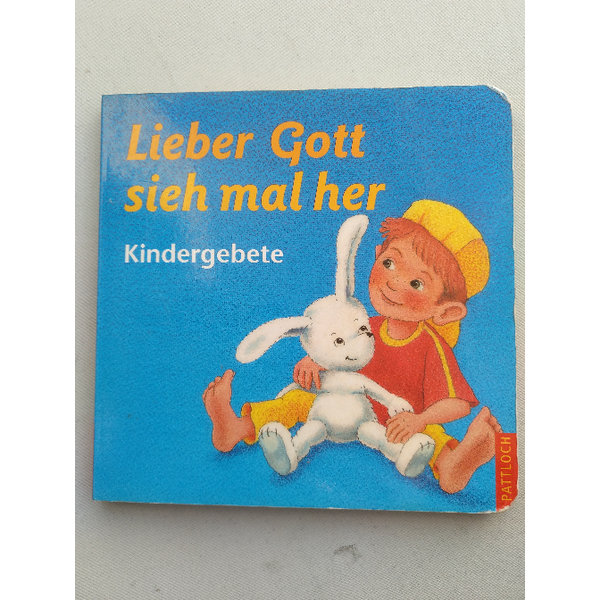 Lieber Gott
sieh mal her
Kindergebete
PATTLOCH